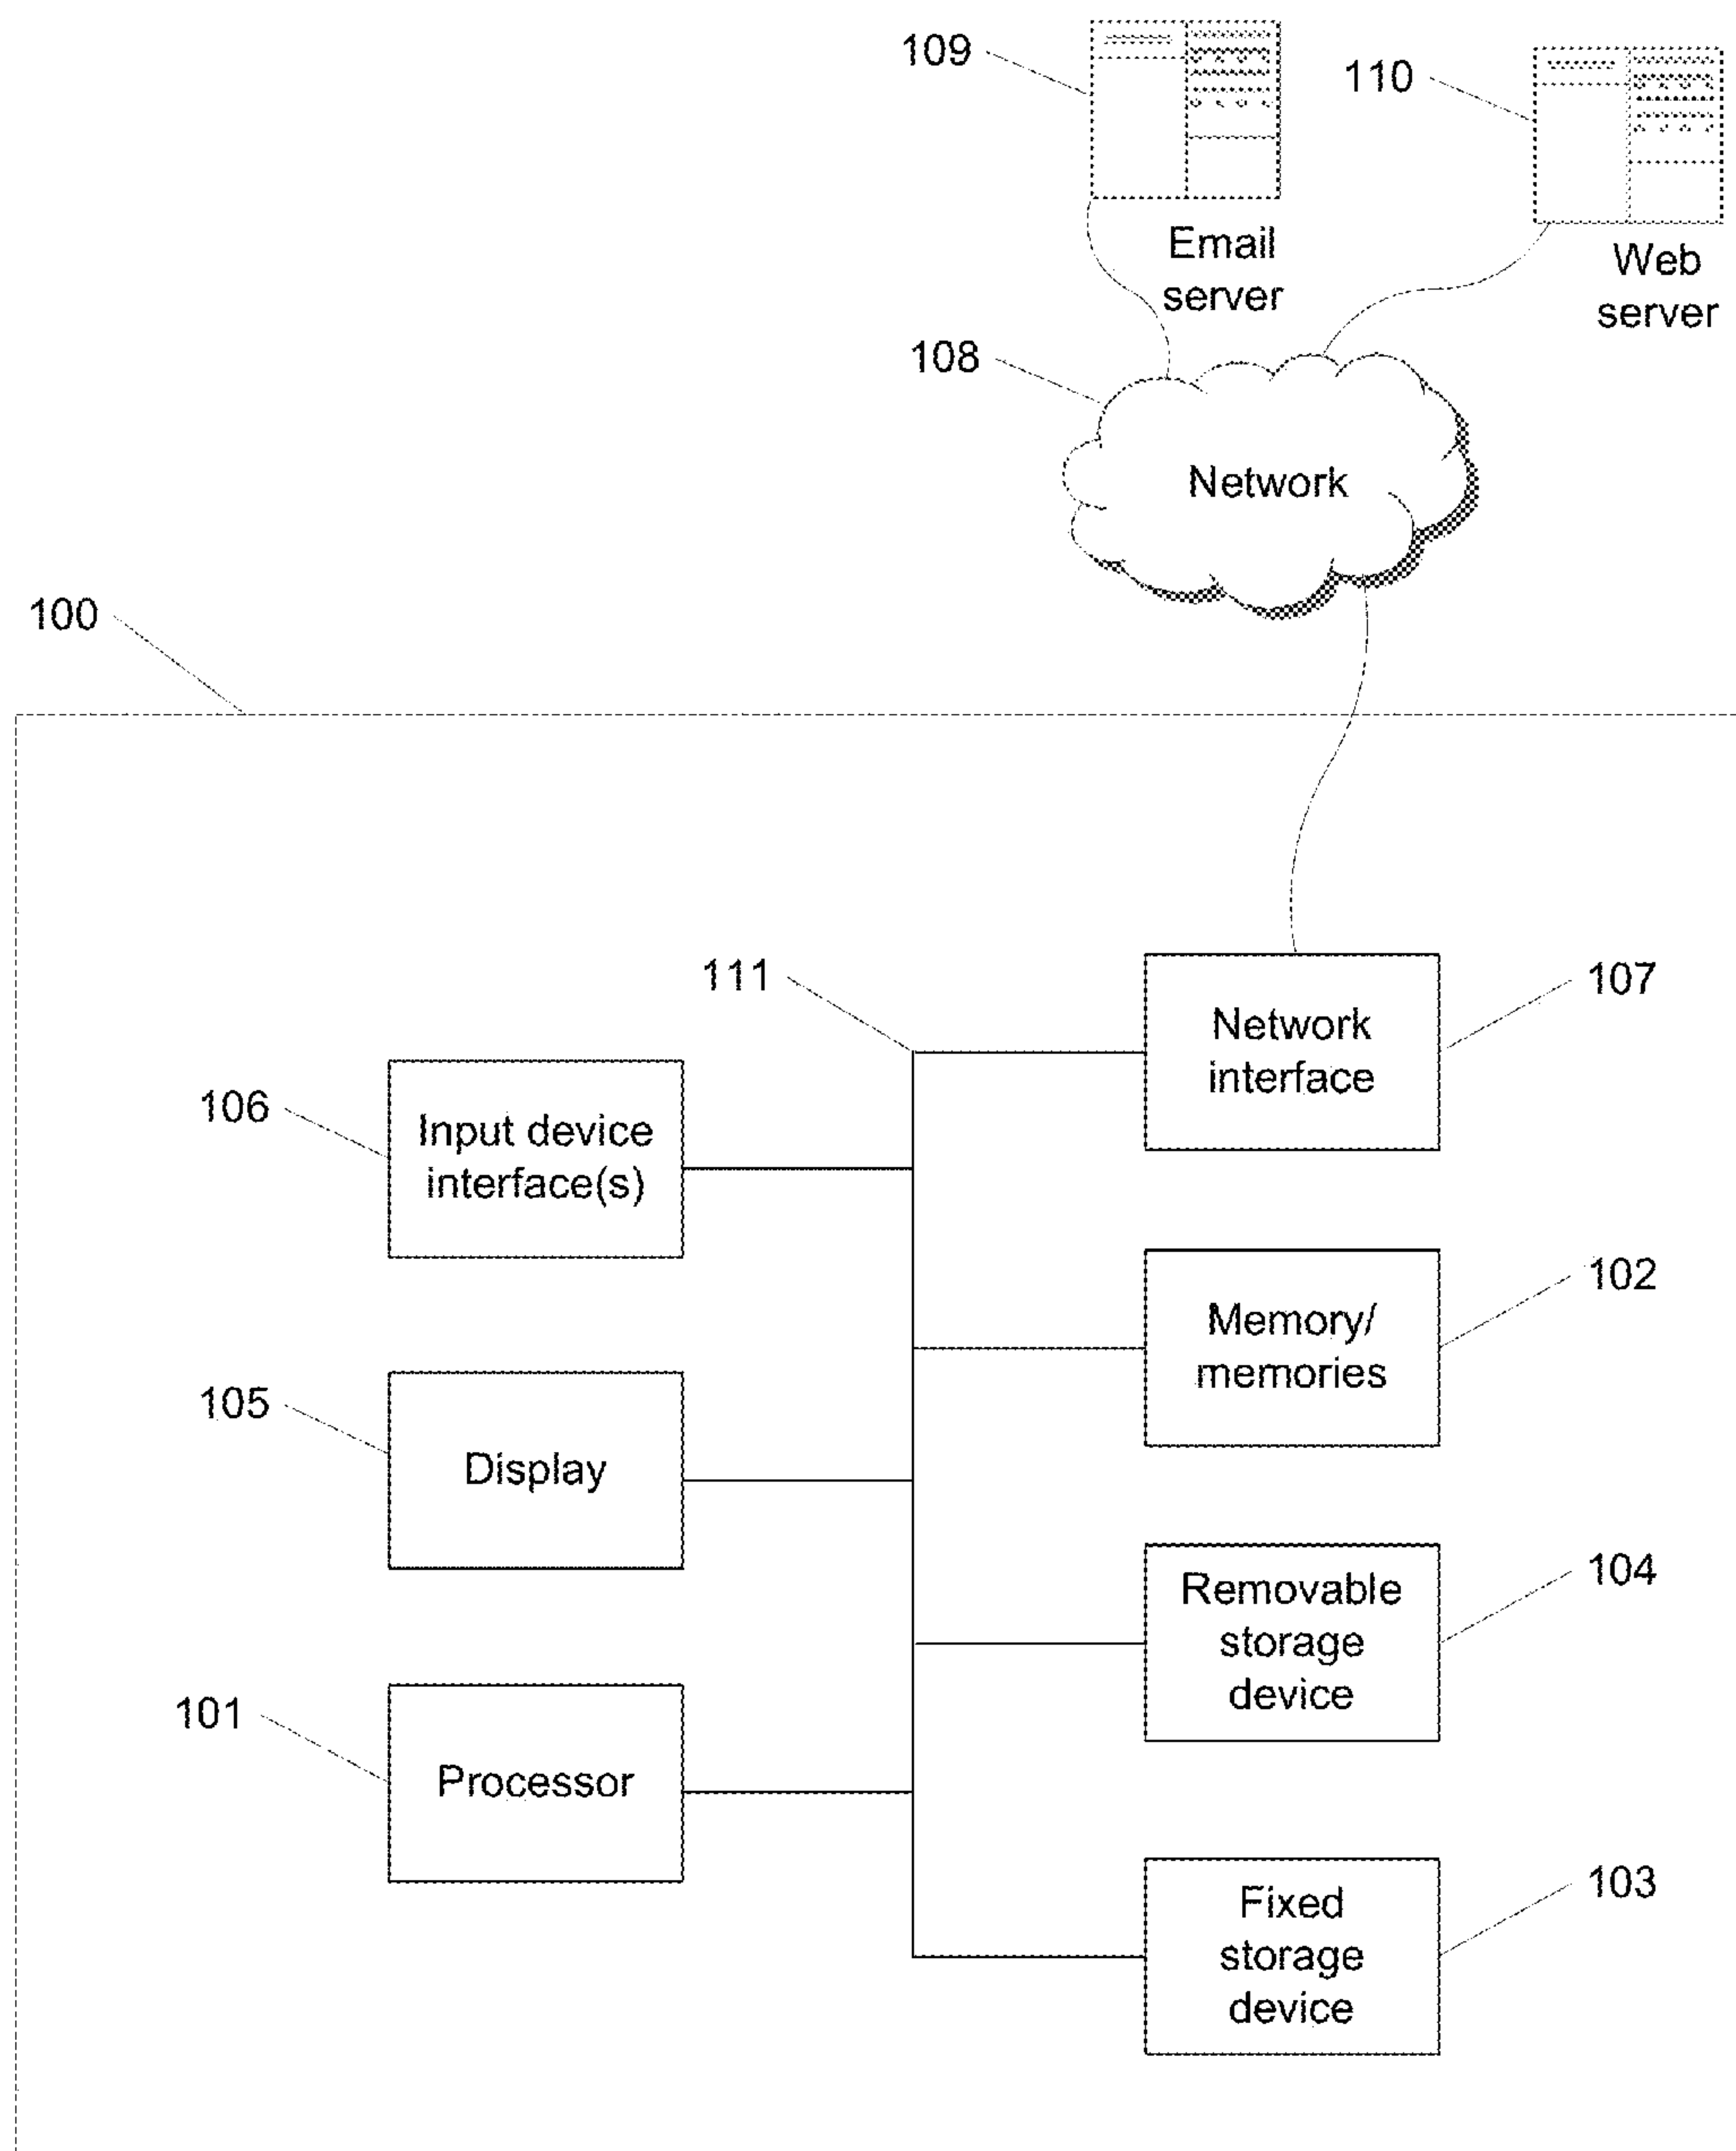 109
110
Email
server
Web
server
108
Network
100
111
107
Network
interface
106
Input device
interface(s)
102
Memory/
memories
105
Display
104
Removable
storage
device
101
Processor
103
Fixed
storage
device